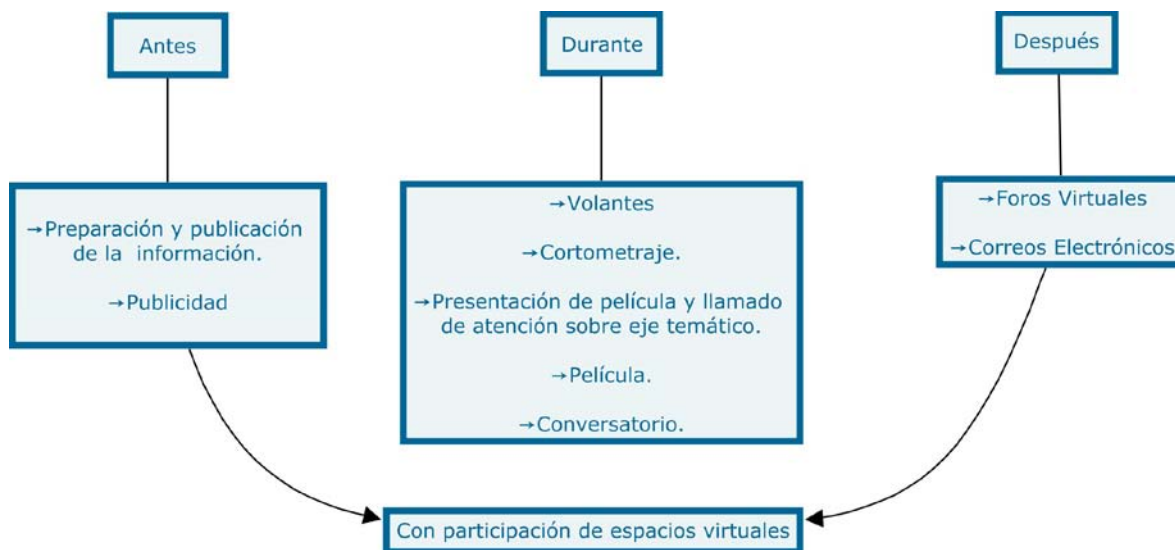 Antes
→Preparación y publicación
de la información.
→Publicidad
Durante
→Volantes
→Cortometraje.
→Presentación de película y llamado
de atención sobre eje temático.
→Película.
→Conversatorio.
Después
→Foros Virtuales
→Correos Electrónicos
Con participación de espacios virtuales